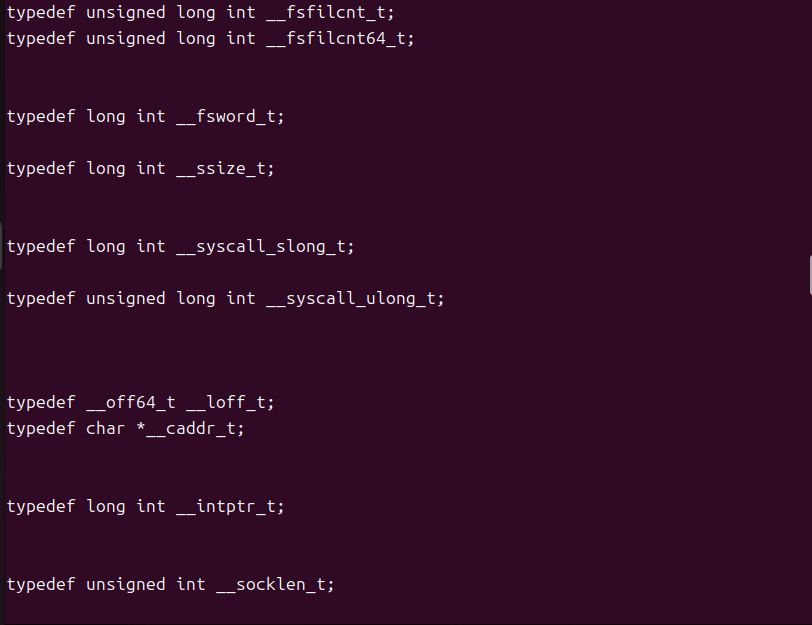 typedef unsigned long int __fsfilcnt_t;
typedef unsigned long int __fsfilcnt64_t;
typedef long int __fsword_t;
typedef long int __ssize_t;
typedef long int __syscall_slong_t;
typedef unsigned long int __syscall_ulong_t;
typedef __off64_t __loff_t;
typedef char *__caddr_t;
typedef long int __intptr_t;
typedef unsigned int __socklen_t;